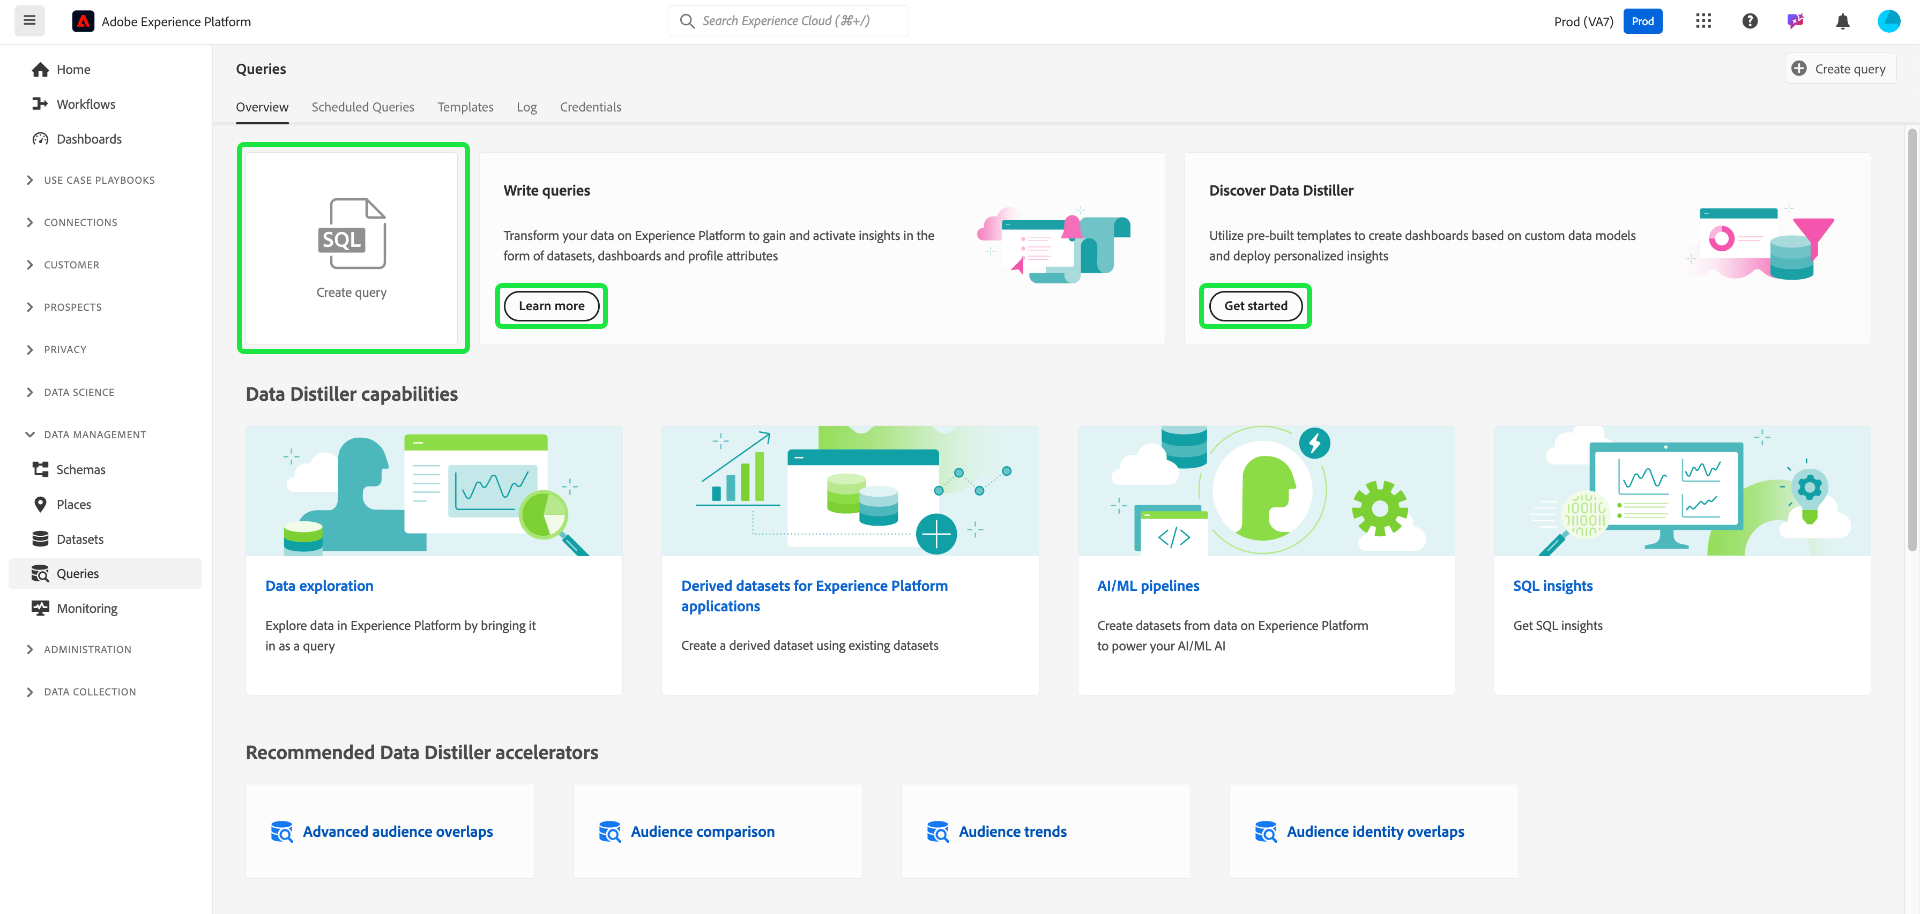 Adobe Experience Platform
Search Experience Cloud (⌘+/)
Prod (VA7)
Prod
Home
Workflows
Dashboards
USE CASE PLAYBOOKS
CONNECTIONS
CUSTOMER
PROSPECTS
PRIVACY
DATA SCIENCE
DATA MANAGEMENT
Schemas
Places
Datasets
Queries
Monitoring
ADMINISTRATION
DATA COLLECTION
Queries
Create query
Overview
Scheduled Queries
Templates
Log
Credentials
SQL
Create query
Write queries
Transform your data on Experience Platform to gain and activate insights in the
form of datasets, dashboards and profile attributes
Learn more
Discover Data Distiller
Utilize pre-built templates to create dashboards based on custom data models
and deploy personalized insights
Get started
Data Distiller capabilities
Data exploration
Explore data in Experience Platform by bringing it
in as a query
Derived datasets for Experience Platform
applications
Create a derived dataset using existing datasets
</>
AI/ML pipelines
Create datasets from data on Experience Platform
to power your AI/ML AI
SQL insights
Get SQL insights
Recommended Data Distiller accelerators
Advanced audience overlaps
Audience comparison
Audience trends
Audience identity overlaps